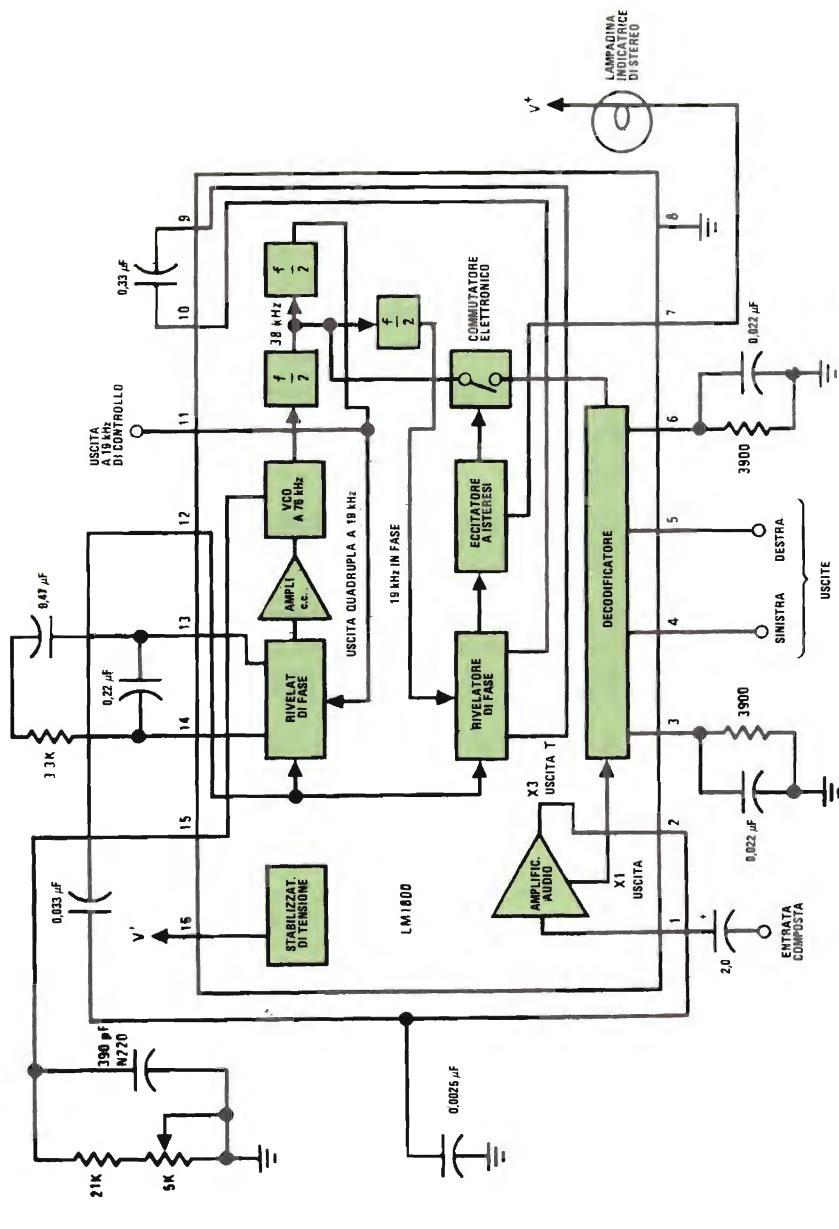 LAMPADINA
INDICATRICE
DI STEREO
V+
9
10
0,33 µF
8
7
USCITA
A 19 kHz
DI CONTROLLO
11
12
0,47 µF
13
0,22 µF
14
3 3K
15
0,033 µF
16
V'
390 pF
N220
21K
5K
0,0025 µF
f
2
f
2
38 kHz
f
2
VCO
A 76 kHz
AMPLI
c.c..
RIVELAT
DI FASE
USCITA QUADRUPLA A 19 kHz
19 kHz IN FASE
COMMUTATORE
ELETTRONICO
ECCITATORE
A ISTERESI
RIVELATORE
DI FASE
STABILIZZAT.
DI TENSIONE
LM1800
DECODIFICATORE
X3
USCITA T
AMPLIFIC.
AUDIO
X1
USCITA
6
0,022 µF
3900
5
DESTRA
4
SINISTRA
USCITE
3
3900
0,022 µF
2
1
+
2,0
ENTRATA
COMPOSTA